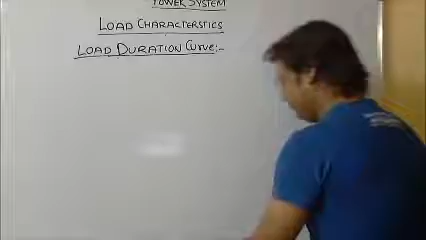 POWER SYSTEM
LOAD CHARACTERSTICS
LOAD DURATION CURVE:-